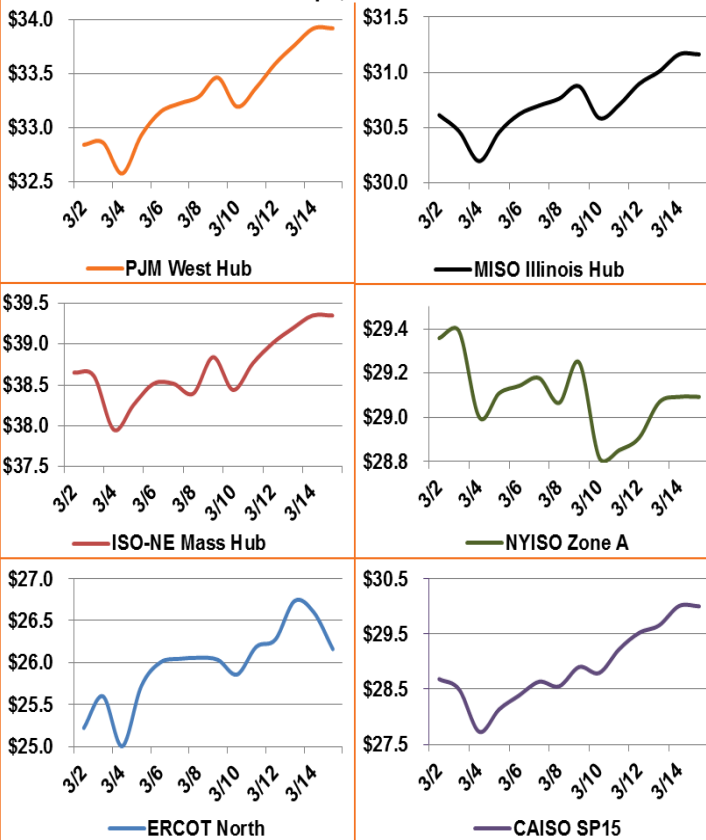 $34.0
$33.5
$33.0
$32.5
3/2 3/4 3/6 3/8 3/10 3/12 3/14
PJM West Hub
$31.5
$31.0
$30.5
$30.0
3/2 3/4 3/6 3/8 3/10 3/12 3/14
MISO Illinois Hub
$39.5
$39.0
$38.5
$38.0
$37.5
3/2 3/4 3/6 3/8 3/10 3/12 3/14
ISO-NE Mass Hub
$29.4
$29.2
$29.0
$28.8
3/2 3/4 3/6 3/8 3/10 3/12 3/14
NYISO Zone A
$27.0
$26.5
$26.0
$25.5
$25.0
3/2 3/4 3/6 3/8 3/10 3/12 3/14
ERCOT North
$30.5
$29.5
$28.5
$27.5
3/2 3/4 3/6 3/8 3/10 3/12 3/14
CAISO SP15